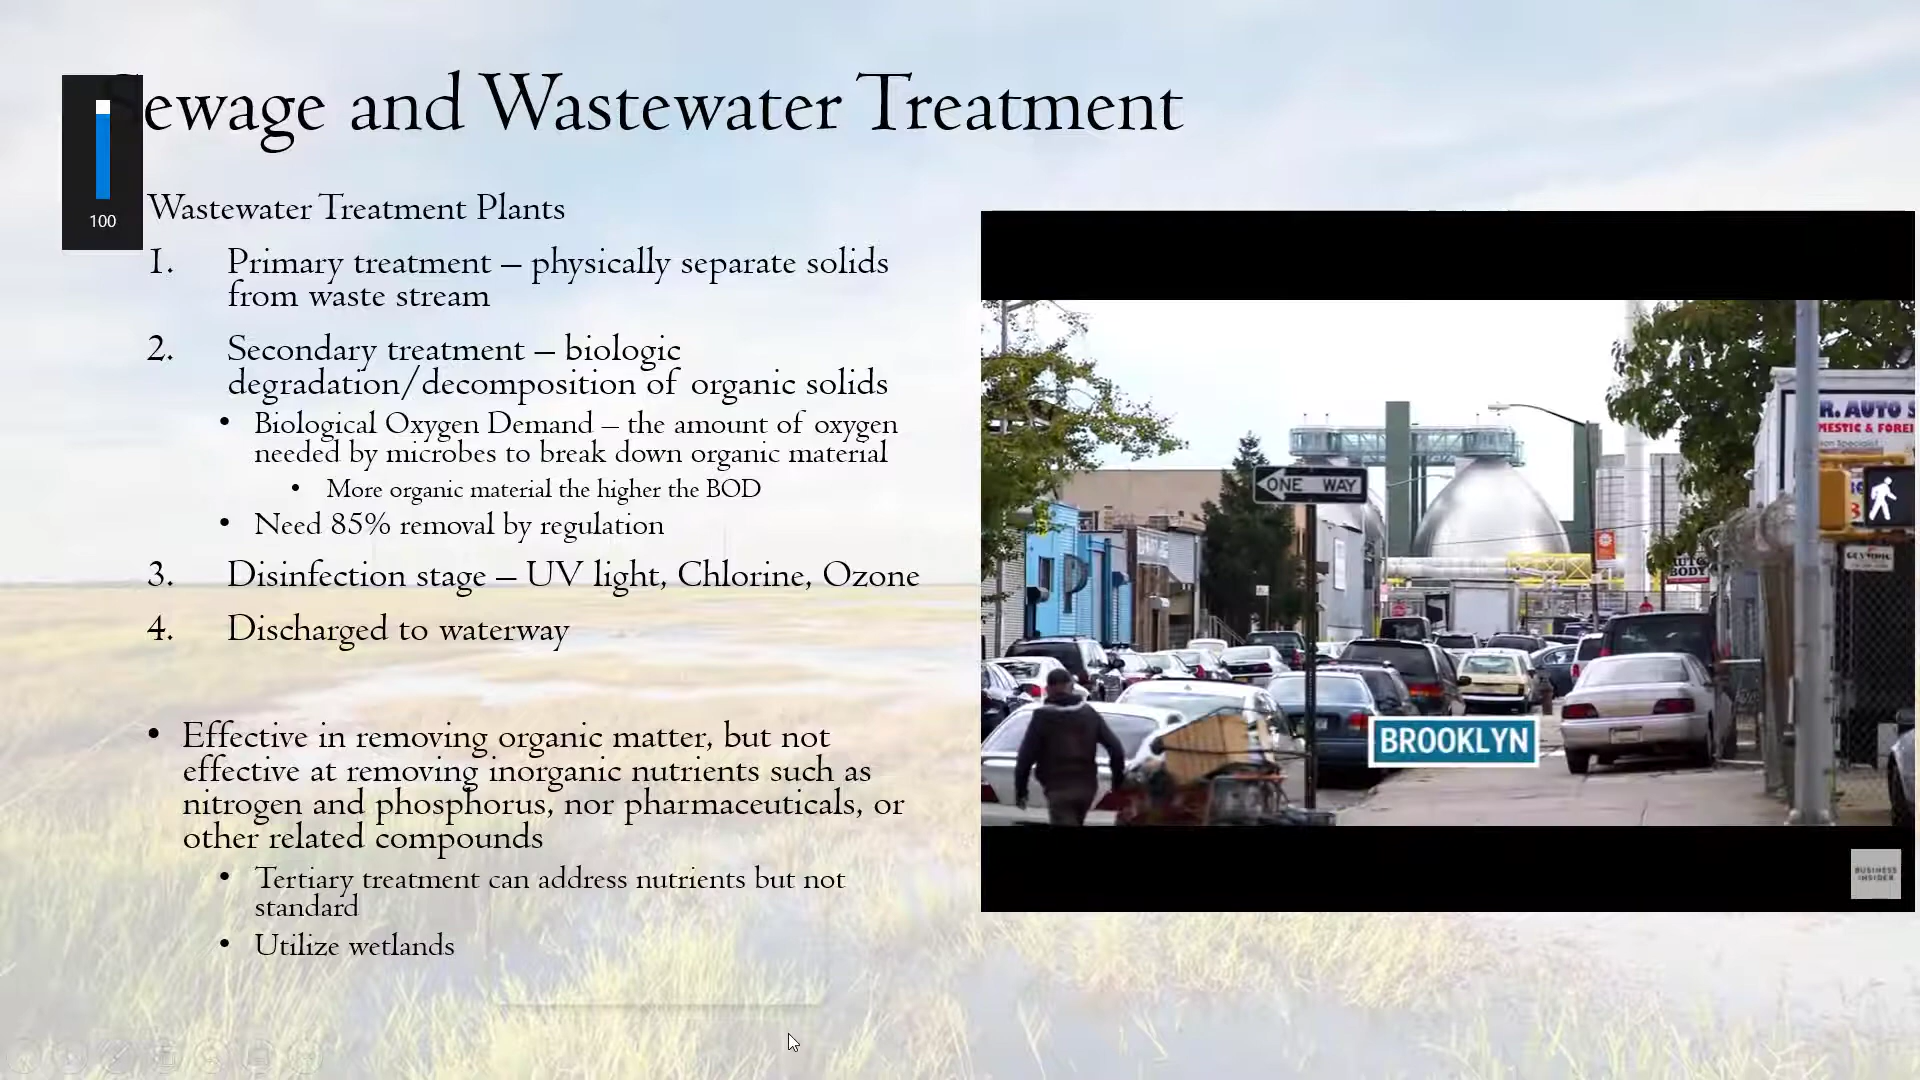 Sewage and Wastewater Treatment
100
Wastewater Treatment Plants
1. Primary treatment – physically separate solids
from waste stream
2. Secondary treatment – biologic
degradation/decomposition of organic solids
• Biological Oxygen Demand – the amount of oxygen
needed by microbes to break down organic material
• More organic material the higher the BOD
• Need 85% removal by regulation
3. Disinfection stage – UV light, Chlorine, Ozone
4. Discharged to waterway
• Effective in removing organic matter, but not
effective at removing inorganic nutrients such as
nitrogen and phosphorus, nor pharmaceuticals, or
other related compounds
• Tertiary treatment can address nutrients but not
standard
• Utilize wetlands
R. AUTO S
MESTIC & FOREI
ONE WAY
P
AUTO
BODY
OLYMPIC
BROOKLYN
BUSINESS
INSIDER